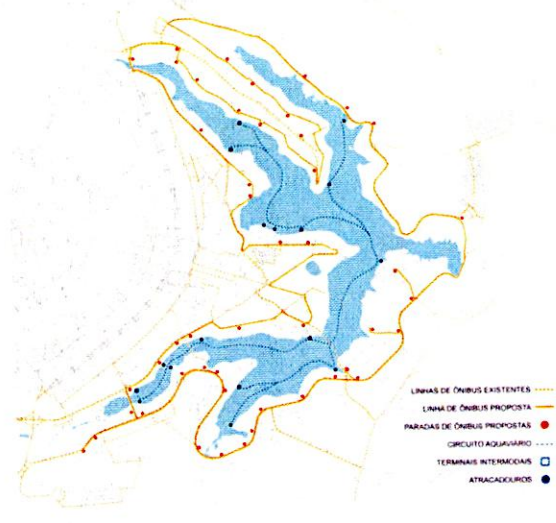 LINHAS DE ÔNIBUS EXISTENTES
LINHA DE ÔNIBUS PROPOSTA
PARADAS DE ÔNIBUS PROPOSTAS
CIRCUITO AQUAVIÁRIO
TERMINAIS INTERMODAIS
ATRACADOUROS